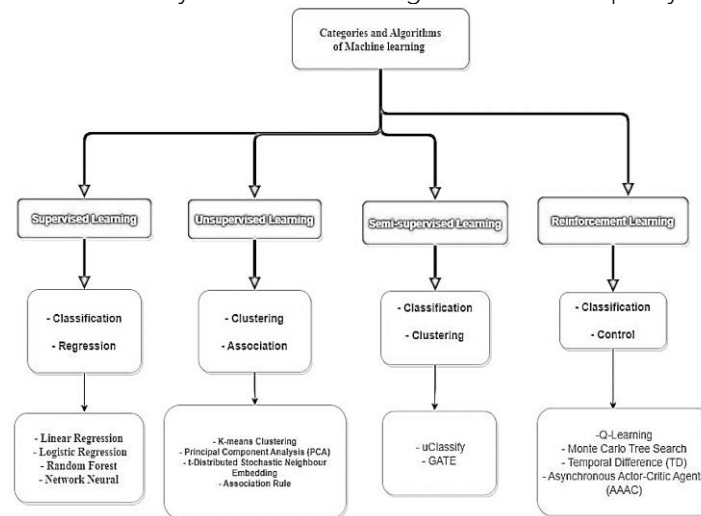 Categories and Algorithms
of Machine learning
Supervised Learning
Unsupervised Learning
Semi-supervised Learning
Reinforcement Learning
- Classification
- Regression
- Clustering
- Association
- Classification
- Clustering
- Classification
- Control
- Linear Regression
- Logistic Regression
- Random Forest
- Network Neural
- K-means Clustering
- Principal Component Analysis (PCA)
- t-Distributed Stochastic Neighbour
Embedding
- Association Rule
- uClassify
- GATE
-Q-Learning
- Monte Carlo Tree Search
- Temporal Difference (TD)
- Asynchronous Actor-Critic Agent
(AAAC)